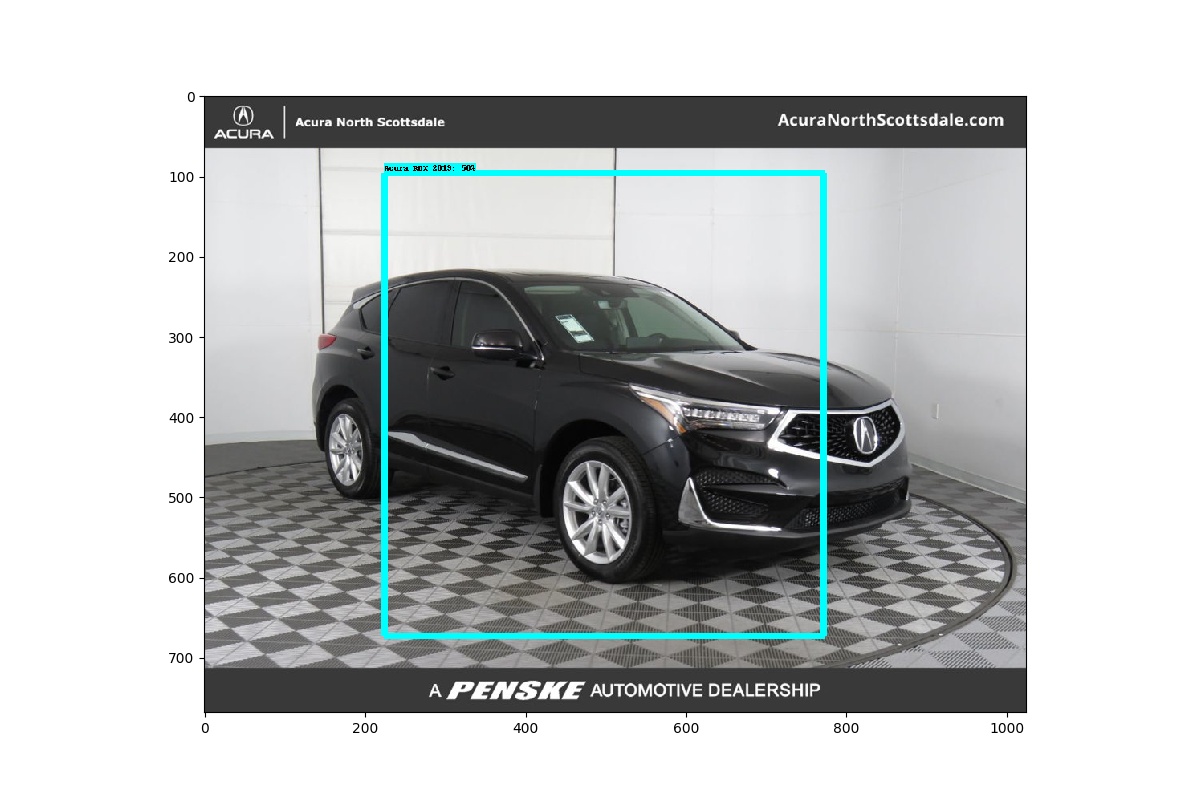 ACURA
Acura North Scottsdale
AcuraNorthScottsdale.com
Acura RDX 2019: 50%
A PENSKE AUTOMOTIVE DEALERSHIP
0
100
200
300
400
500
600
700
0
200
400
600
800
1000